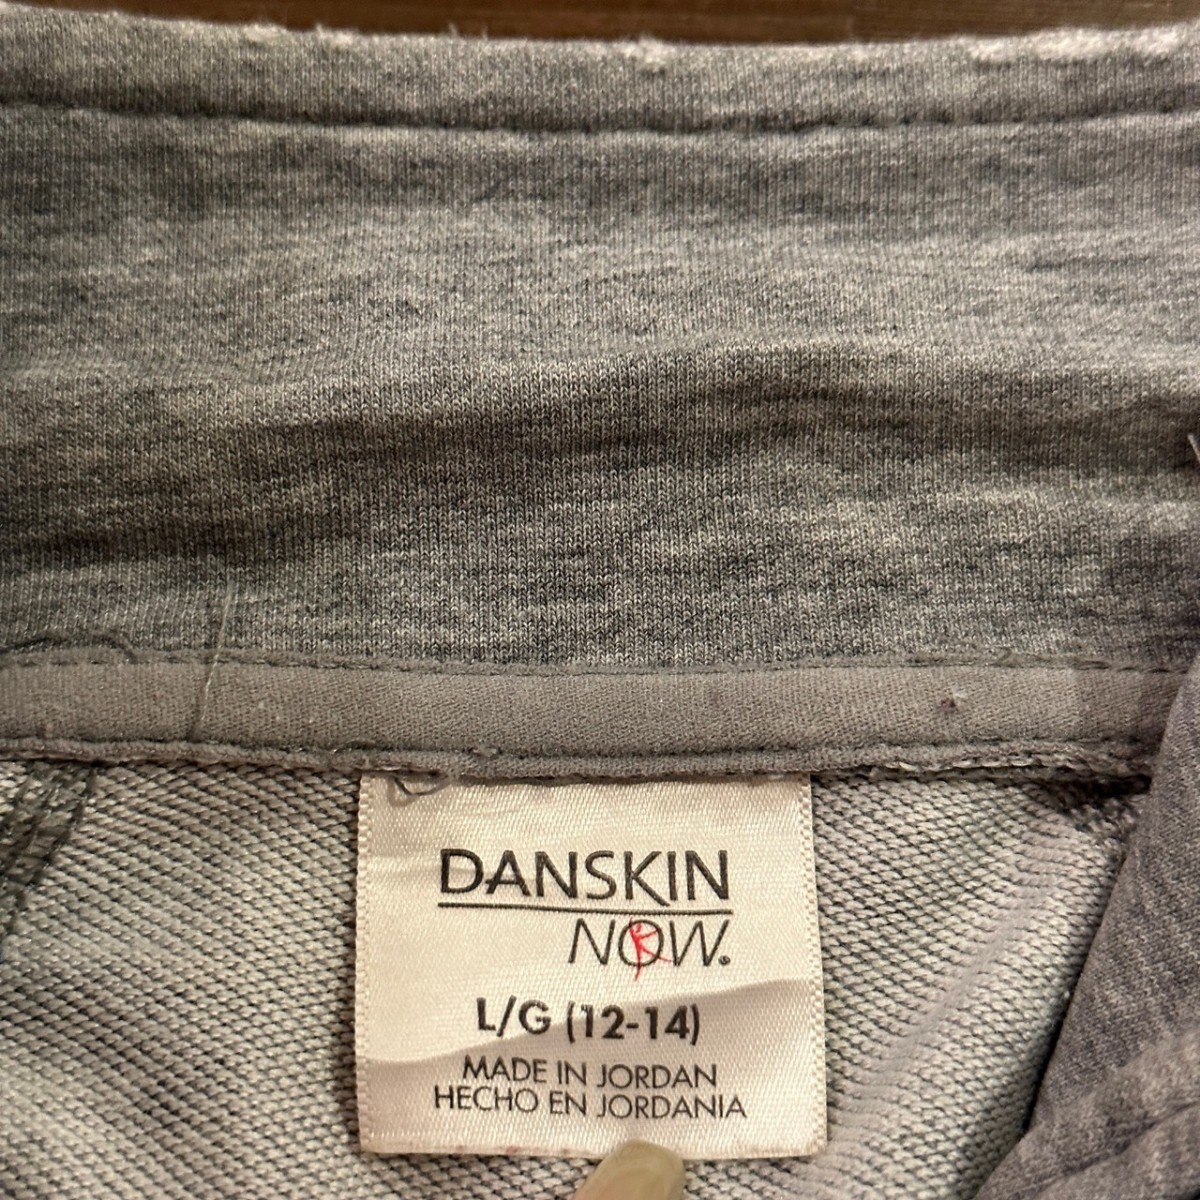 DANSKIN
NOW.
L/G (12-14)
MADE IN JORDAN
HECHO EN JORDANIA